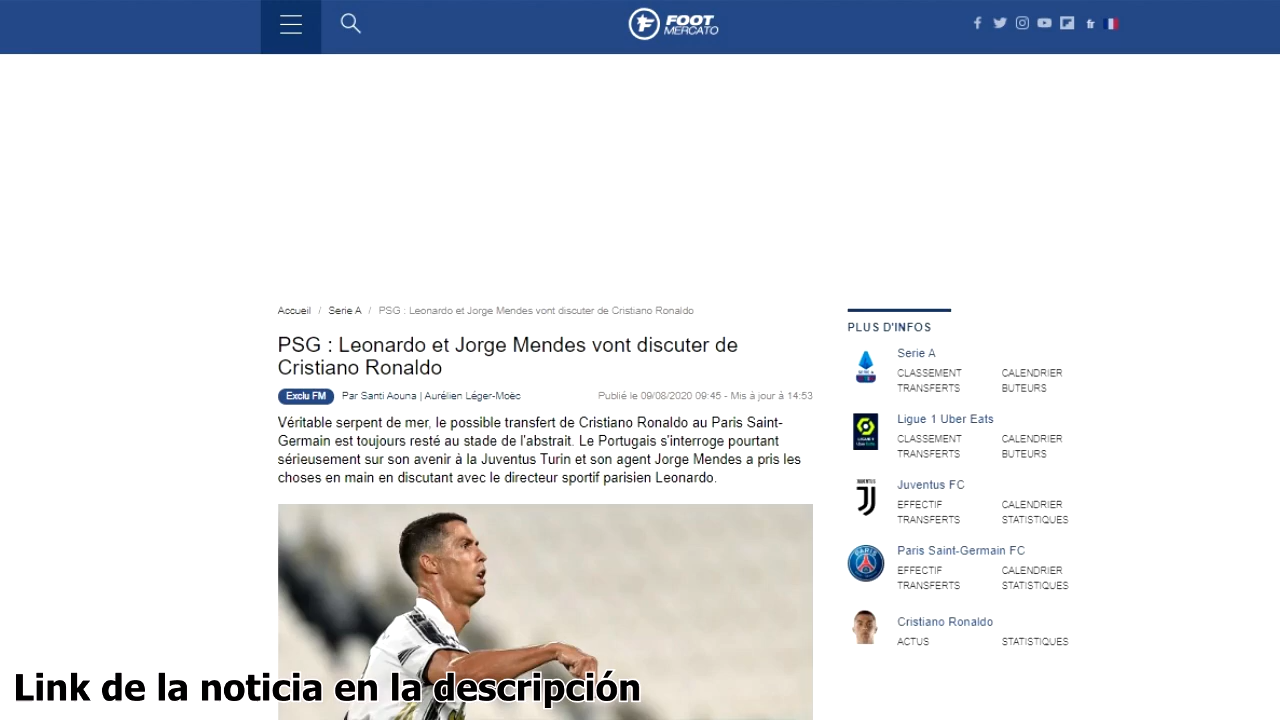 FOOT
MERCATO
fr
Accueil / Serie A / PSG : Leonardo et Jorge Mendes vont discuter de Cristiano Ronaldo
PSG : Leonardo et Jorge Mendes vont discuter de
Cristiano Ronaldo
Exclu FM Par Santi Aouna | Aurélien Léger-Moëc Publié le 09/08/2020 09:45 - Mis à jour à 14:53
Véritable serpent de mer, le possible transfert de Cristiano Ronaldo au Paris Saint-
Germain est toujours resté au stade de l'abstrait. Le Portugais s'interroge pourtant
sérieusement sur son avenir à la Juventus Turin et son agent Jorge Mendes a pris les
choses en main en discutant avec le directeur sportif parisien Leonardo.
PLUS D'INFOS
Serie A
CLASSEMENT CALENDRIER
TRANSFERTS BUTEURS
Ligue 1 Uber Eats
CLASSEMENT CALENDRIER
TRANSFERTS BUTEURS
Juventus FC
EFFECTIF CALENDRIER
TRANSFERTS STATISTIQUES
Paris Saint-Germain FC
EFFECTIF CALENDRIER
TRANSFERTS STATISTIQUES
Cristiano Ronaldo
ACTUS STATISTIQUES
Link de la noticia en la descripción